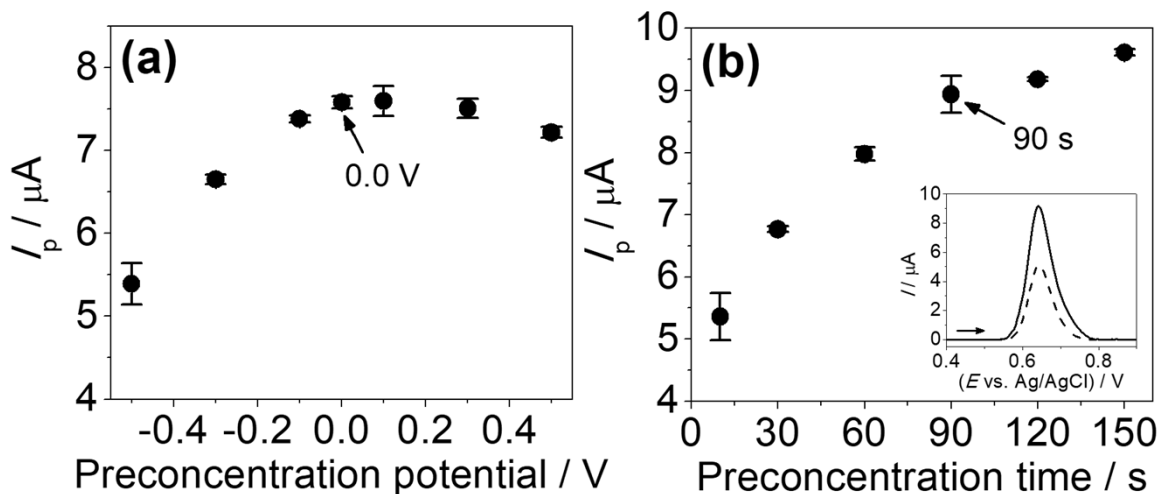 (a)
8
7
6
5
4
I_p / μA
0.0 V
-0.4 -0.2 0.0 0.2 0.4
Preconcentration potential / V
(b)
10
9
8
7
6
5
4
I_p / μA
90 s
10
8
6
4
2
0
I / μA
0.4 0.6 0.8
(E vs. Ag/AgCl) / V
0 30 60 90 120 150
Preconcentration time / s